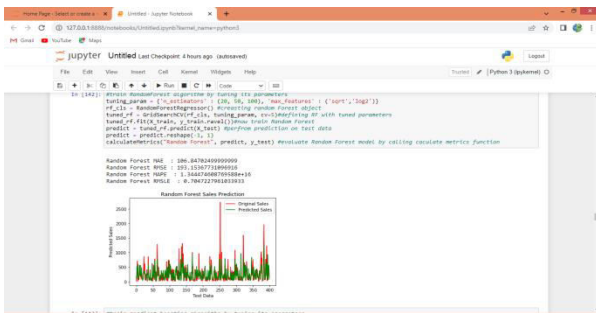 Home Page - Select or create a
Untitled - Jupyter Notebook
127.0.0.1:8888/notebooks/Untitled.ipynb?kernel_name=python3
M Gmail YouTube Maps
jupyter Untitled Last Checkpoint: 4 hours ago (autosaved)
Logout
File Edit View Insert Cell Kernel Widgets Help
Trusted Python 3 (ipykernel)
Run Code
In [142]: #train RandomForest algorithm by tuning its parameters
tuning_param = {'n_estimators' : (20, 50, 100), 'max_features' : ('sqrt','log2')}
rf_cls = RandomForestRegressor() #creating random Forest object
tuned_rf = GridSearchCV(rf_cls, tuning_param, cv=5)#defining RF with tuned parameters
tuned_rf.fit(X_train, y_train.ravel())#now train Random Forest
predict = tuned_rf.predict(X_test) #perfrom prediction on test data
predict = predict.reshape(-1, 1)
calculateMetrics("Random Forest", predict, y_test) #evaluate Random Forest model by calling caculate metrics function
Random Forest MAE : 106.84702499999999
Random Forest RMSE : 193.15367731096916
Random Forest MAPE : 1.344474608769588e+16
Random Forest RMSLE : 0.7047227961033933
Random Forest Sales Prediction
Original Sales
Predicted Sales
2500
2000
1500
1000
500
0
Predicted Sales
0 50 100 150 200 250 300 350 400
Test Data